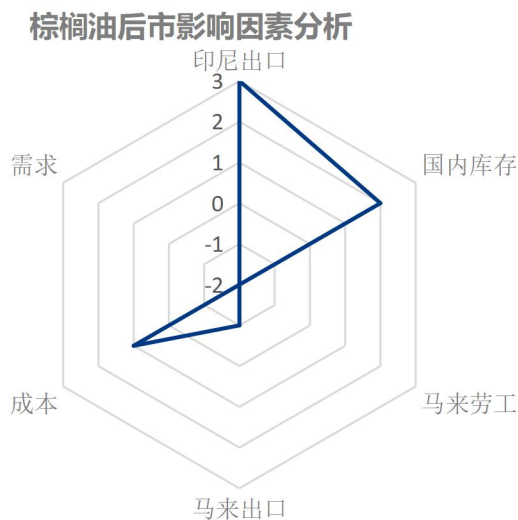 棕榈油后市影响因素分析
印尼出口
3
2
需求
国内库存
1
0
-1
-2
成本
马来劳工
马来出口